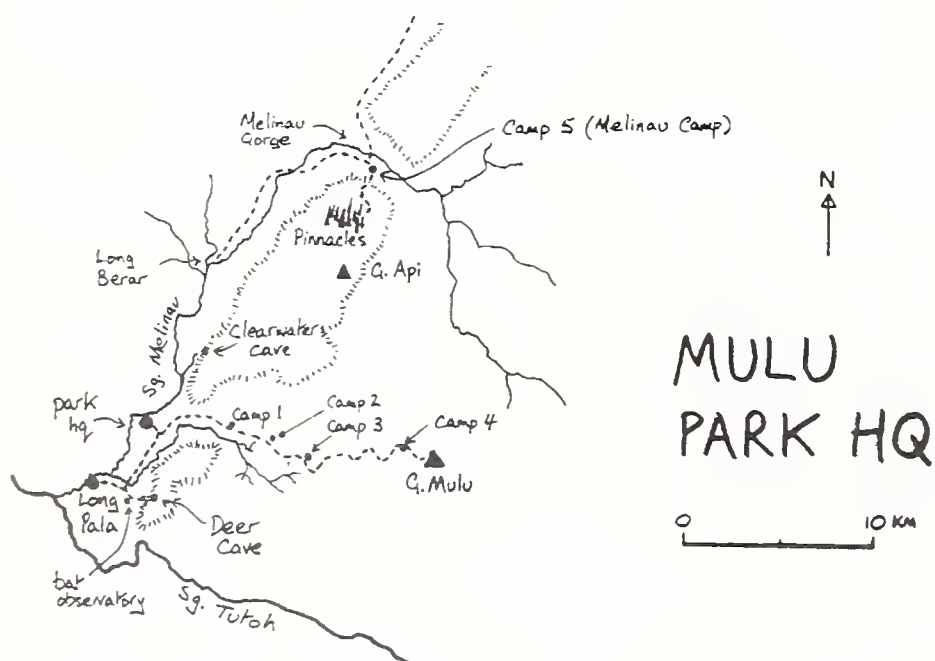 Melinau
Gorge
Camp 5 (Melinau Camp)
N
Pinnacles
G. Api
Long
Berar
Sg. Melinau
Clearwater
Cave
MULU
PARK HQ
park
hq
Camp 1
Camp 2
Camp 3
Camp 4
G. Mulu
Long
Pala
Deer
Cave
bat
observatory
Sg. Tutoh
0
10 KM